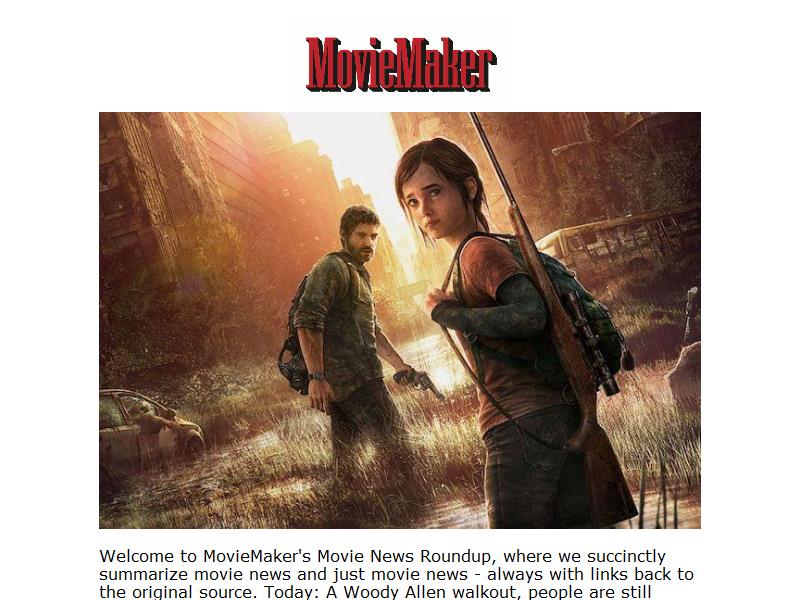 MovieMaker
Welcome to MovieMaker's Movie News Roundup, where we succinctly
summarize movie news and just movie news - always with links back to
the original source. Today: A Woody Allen walkout, people are still